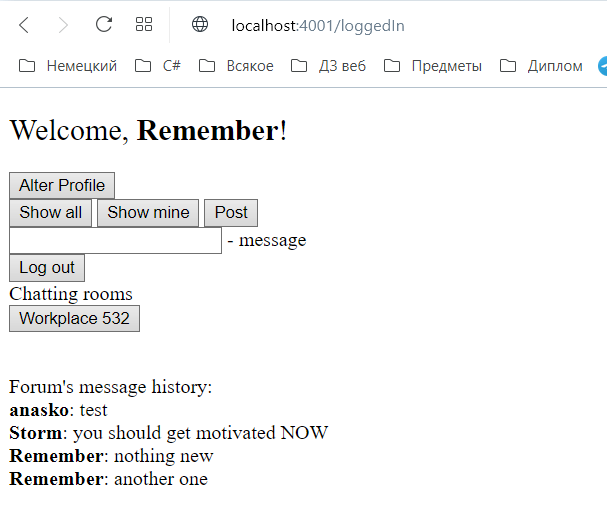 localhost:4001/loggedIn
Немецкий C# Всякое ДЗ веб Предметы Диплом
Welcome, Remember!
Alter Profile
Show all Show mine Post
- message
Log out
Chatting rooms
Workplace 532
Forum's message history:
anasko: test
Storm: you should get motivated NOW
Remember: nothing new
Remember: another one